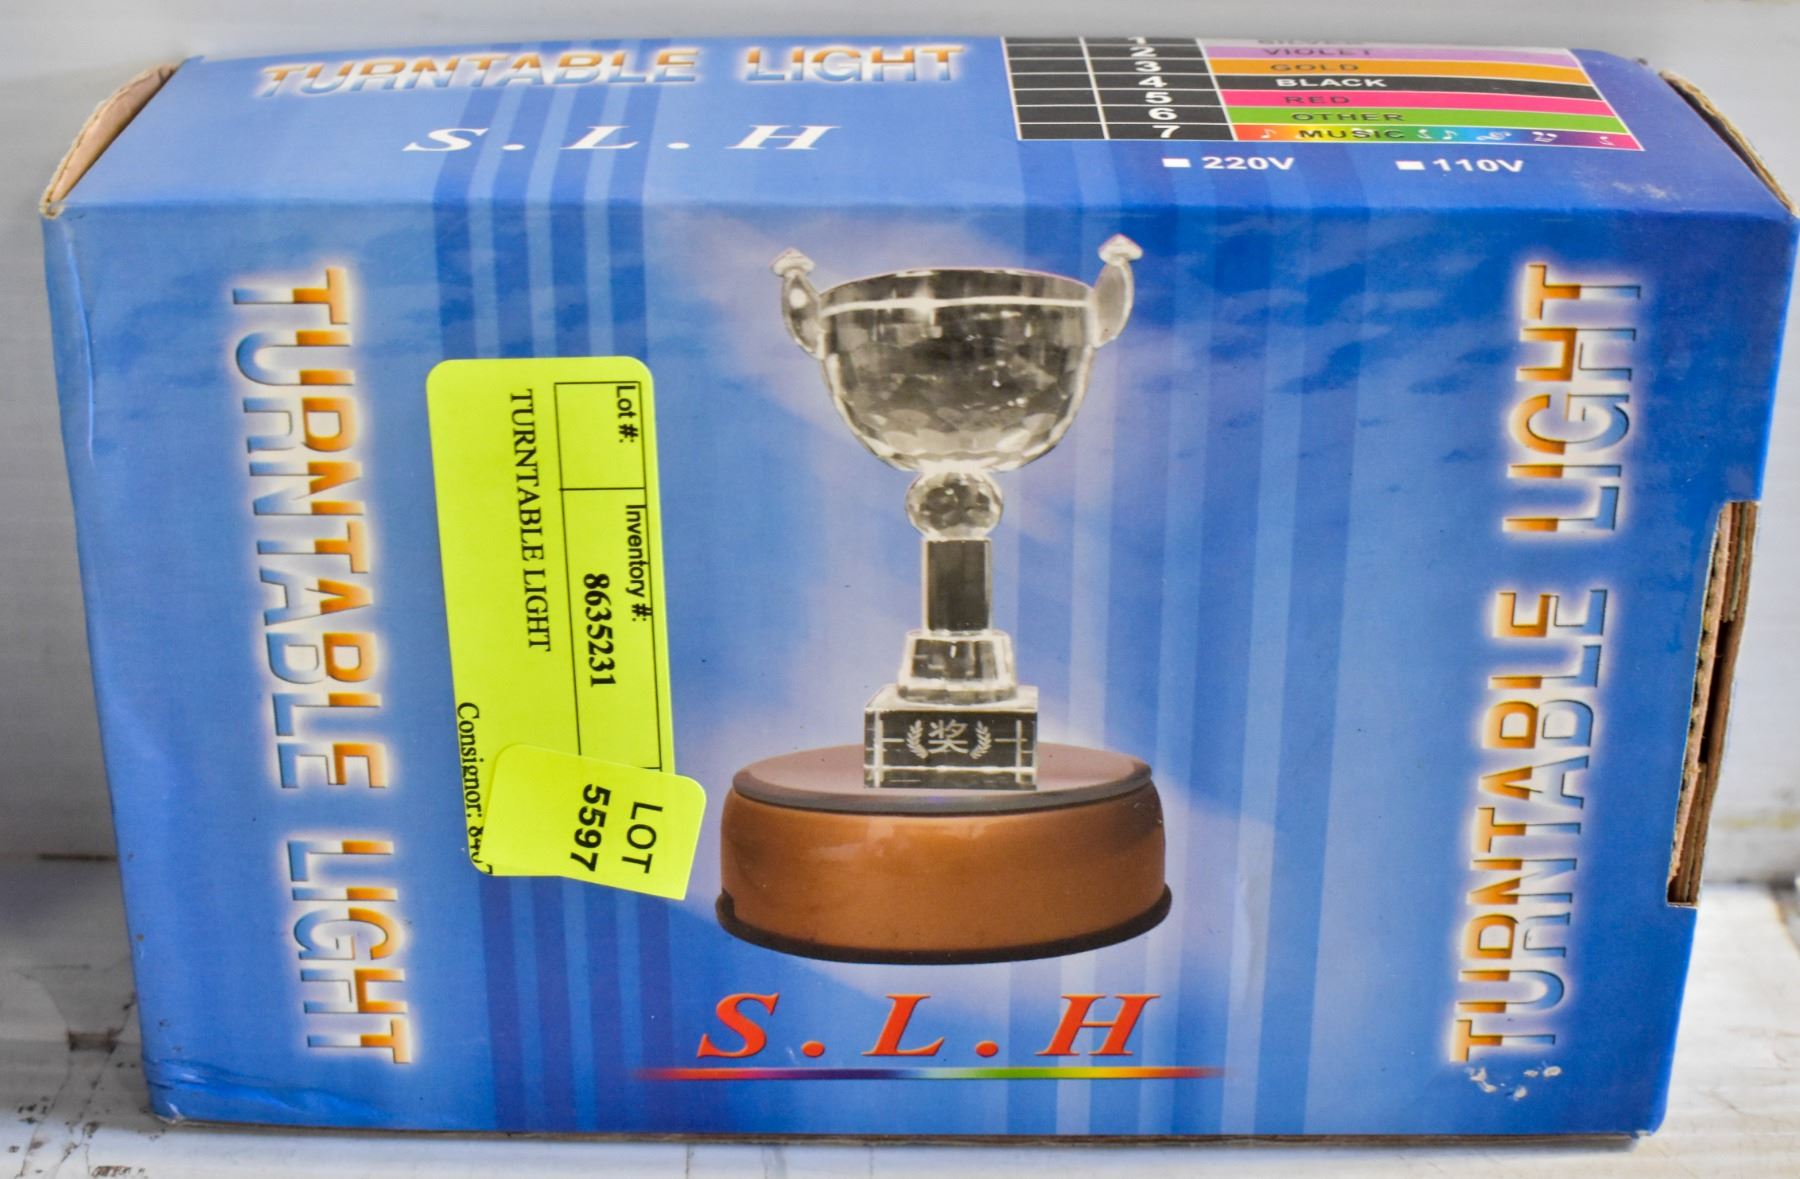 TURNTABLE LIGHT
S.L.H
1
2 VIOLET
3 GOLD
4 BLACK
5 RED
6 OTHER
7 MUSIC
220V 110V
TURNTABLE LIGHT
Lot #: Inventory #:
8635231
TURNTABLE LIGHT
Consignor:
LOT
5597
奖
S.L.H
TURNTABLE LIGHT